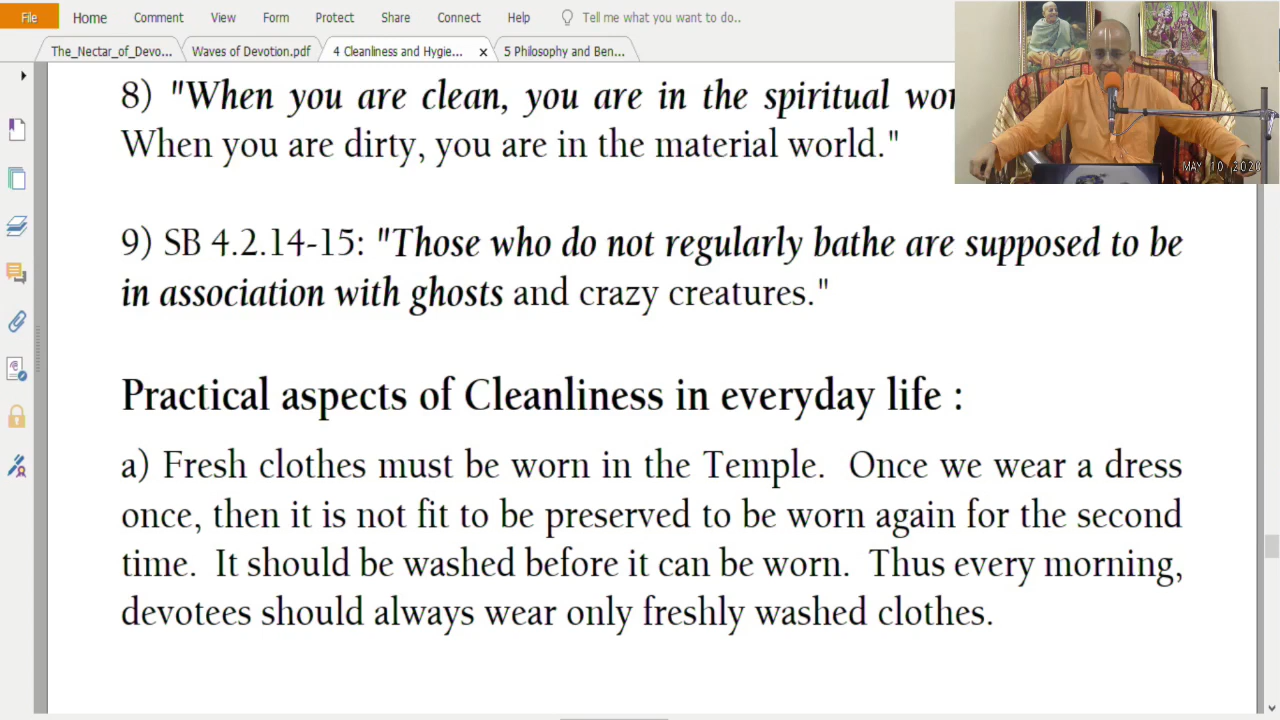 File Home Comment View Form Protect Share Connect Help Tell me what you want to do..
The_Nectar_of_Devo... Waves of Devotion.pdf 4 Cleanliness and Hygie... x 5 Philosophy and Ben...
8) "When you are clean, you are in the spiritual
When you are dirty, you are in the material world."
MAY 10 2020
9) SB 4.2.14-15: "Those who do not regularly bathe are supposed to be
in association with ghosts and crazy creatures."
Practical aspects of Cleanliness in everyday life :
a) Fresh clothes must be worn in the Temple. Once we wear a dress
once, then it is not fit to be preserved to be worn again for the second
time. It should be washed before it can be worn. Thus every morning,
devotees should always wear only freshly washed clothes.